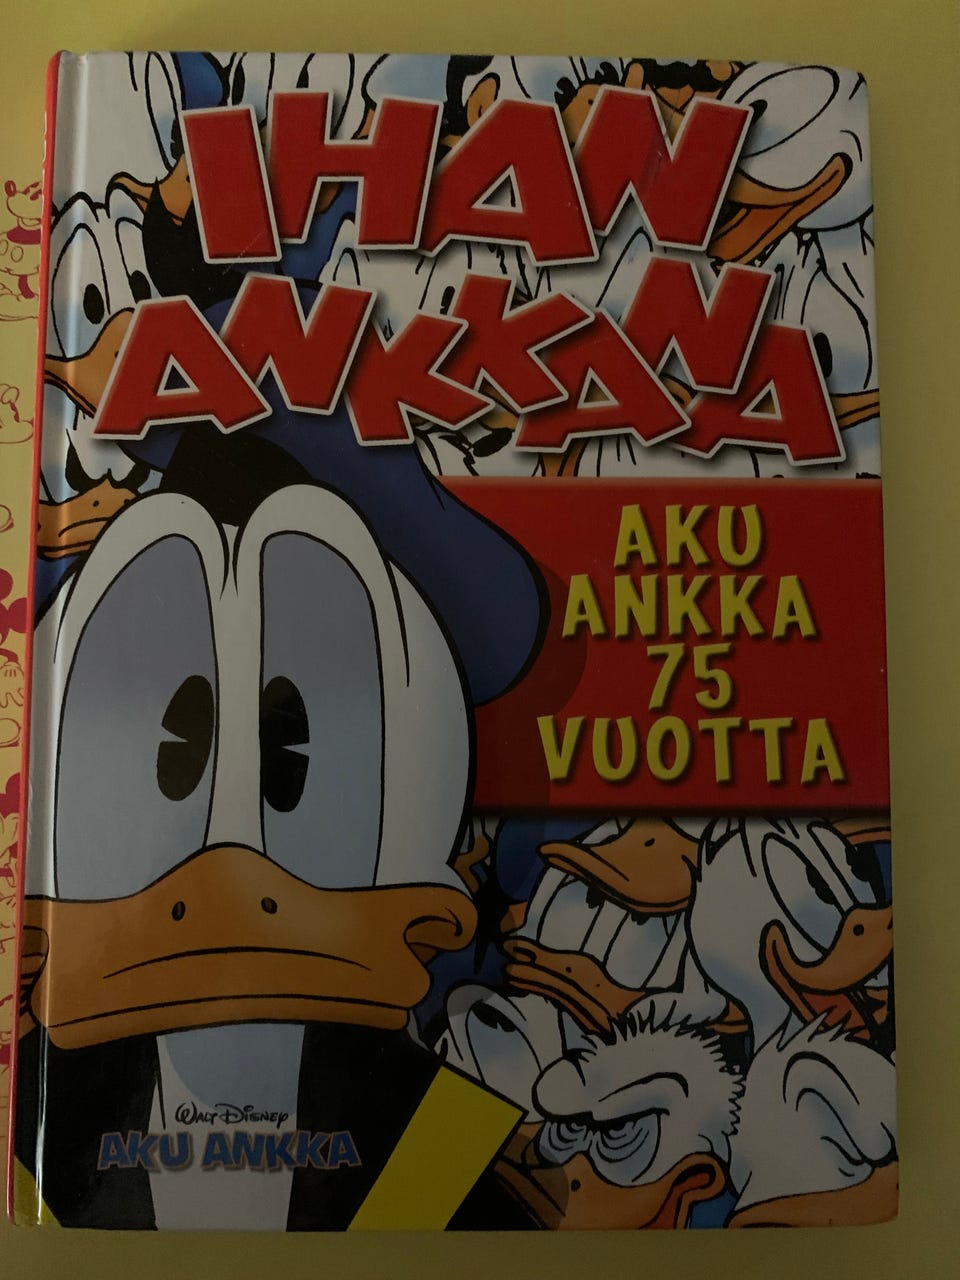 IHAN
ANKKANA
AKU
ANKKA
75
VUOTTA
WALT DISNEY
AKU ANKKA